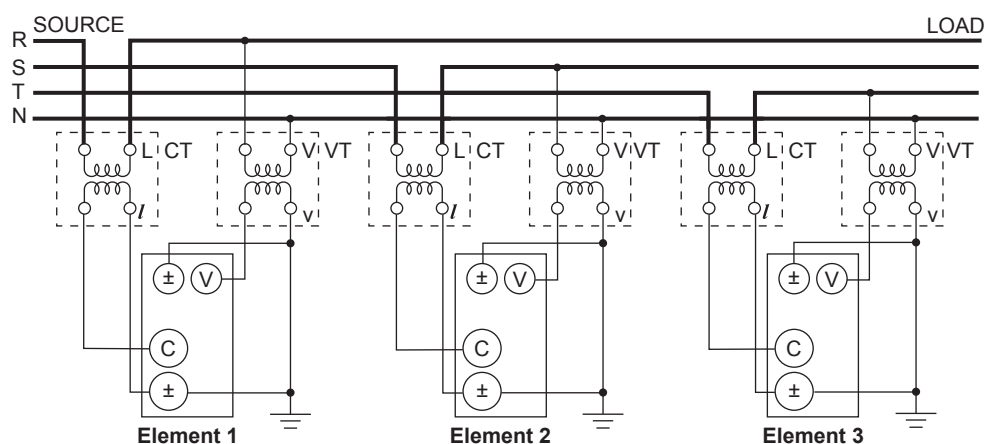 SOURCE LOAD
R
S
T
N
L CT V VT L CT V VT L CT V VT
l v l v l v
± V ± V ± V
C C C
± ± ±
Element 1 Element 2 Element 3